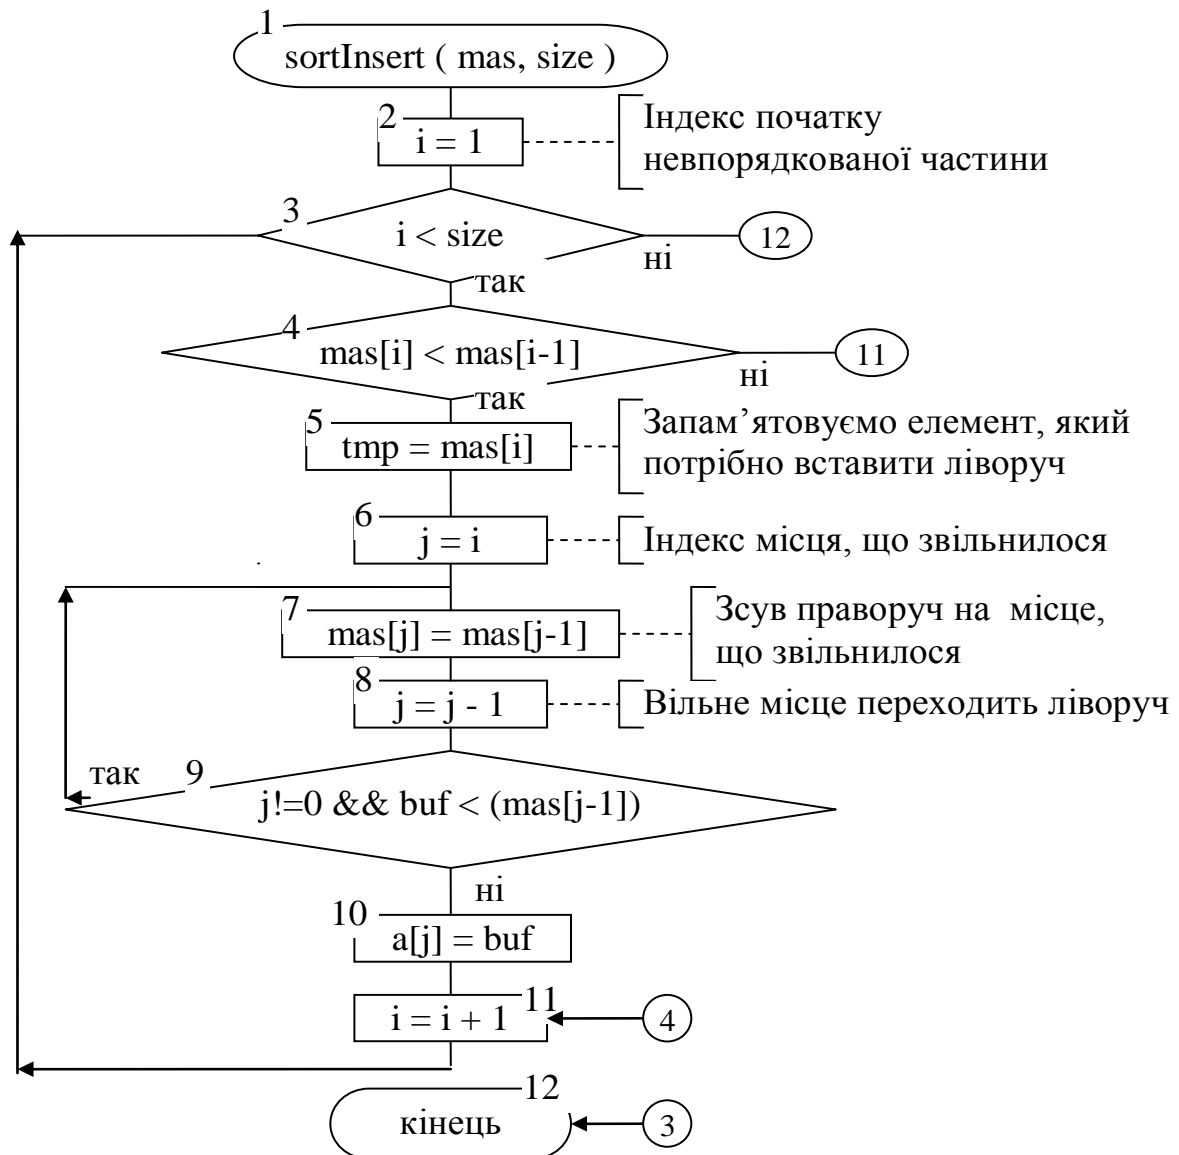 1
sortInsert ( mas, size )
2
i = 1
Індекс початку
невпорядкованої частини
3
i < size
ні
12
так
4
mas[i] < mas[i-1]
ні
11
так
5
tmp = mas[i]
Запам’ятовуємо елемент, який
потрібно вставити ліворуч
6
j = i
Індекс місця, що звільнилося
7
mas[j] = mas[j-1]
Зсув праворуч на місце,
що звільнилося
8
j = j - 1
Вільне місце переходить ліворуч
так
9
j!=0 && buf < (mas[j-1])
ні
10
a[j] = buf
11
i = i + 1
4
12
кінець
3